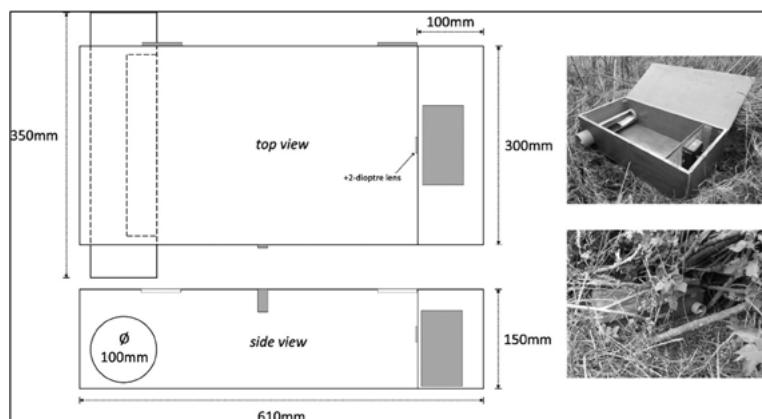 100mm
350mm
top view
+2-dioptre lens
300mm
Ø
100mm
side view
150mm
610mm